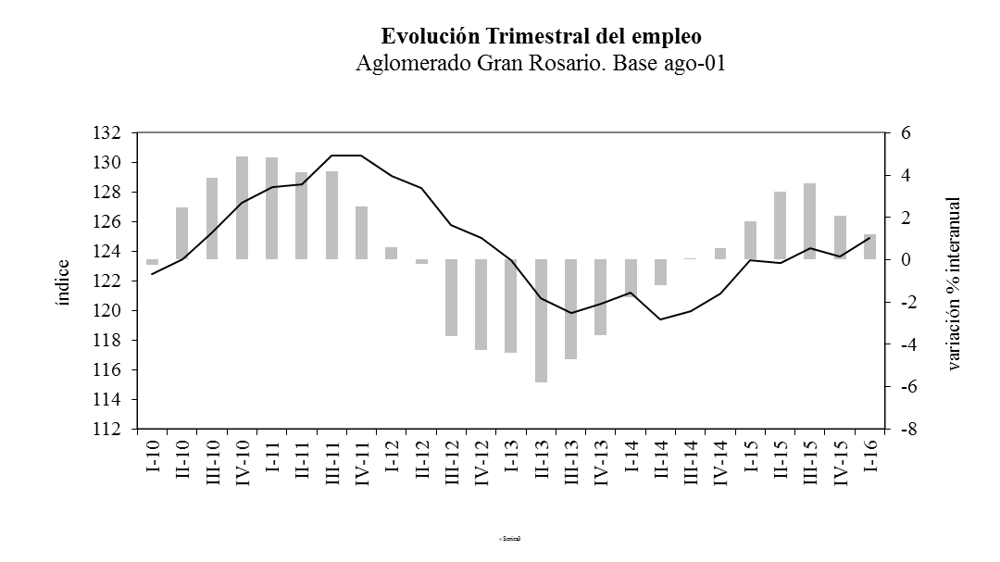 Evolución Trimestral del empleo
Aglomerado Gran Rosario. Base ago-01
índice
132
130
128
126
124
122
120
118
116
114
112
6
4
2
0
-2
-4
-6
-8
variación % interanual
I-10
II-10
III-10
IV-10
I-11
II-11
III-11
IV-11
I-12
II-12
III-12
IV-12
I-13
II-13
III-13
IV-13
I-14
II-14
III-14
IV-14
I-15
II-15
III-15
IV-15
I-16
Series3